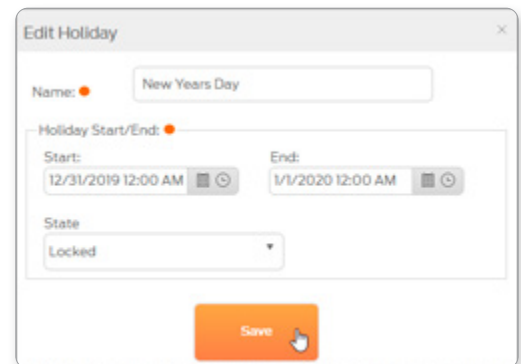 Edit Holiday
Name:
New Years Day
Holiday Start/End:
Start: End:
12/31/2019 12:00 AM 1/1/2020 12:00 AM
State
Locked
Save